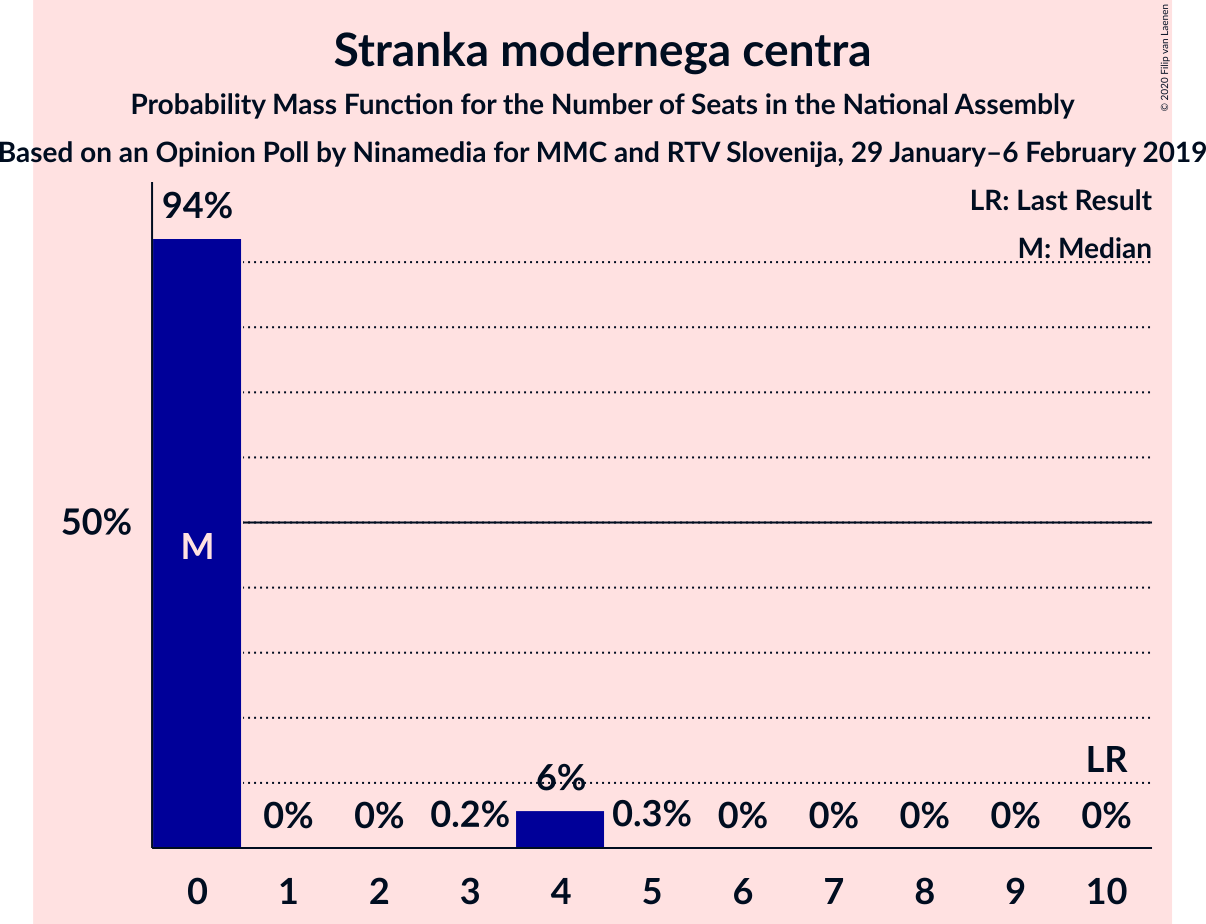 Stranka modernega centra
Probability Mass Function for the Number of Seats in the National Assembly
Based on an Opinion Poll by Ninamedia for MMC and RTV Slovenija, 29 January–6 February 2019
© 2020 Filip van Laenen
LR: Last Result
M: Median
94%
50%
M
LR
6%
0% 0% 0.2% 0.3% 0% 0% 0% 0% 0%
0 1 2 3 4 5 6 7 8 9 10